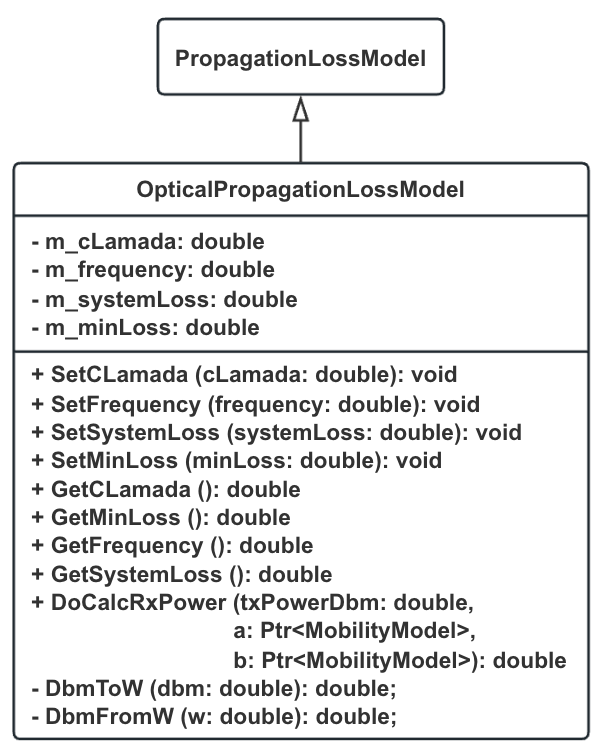 PropagationLossModel
OpticalPropagationLossModel
- m_cLamada: double
- m_frequency: double
- m_systemLoss: double
- m_minLoss: double
+ SetCLamada (cLamada: double): void
+ SetFrequency (frequency: double): void
+ SetSystemLoss (systemLoss: double): void
+ SetMinLoss (minLoss: double): void
+ GetCLamada (): double
+ GetMinLoss (): double
+ GetFrequency (): double
+ GetSystemLoss (): double
+ DoCalcRxPower (txPowerDbm: double,
a: Ptr<MobilityModel>,
b: Ptr<MobilityModel>): double
- DbmToW (dbm: double): double;
- DbmFromW (w: double): double;